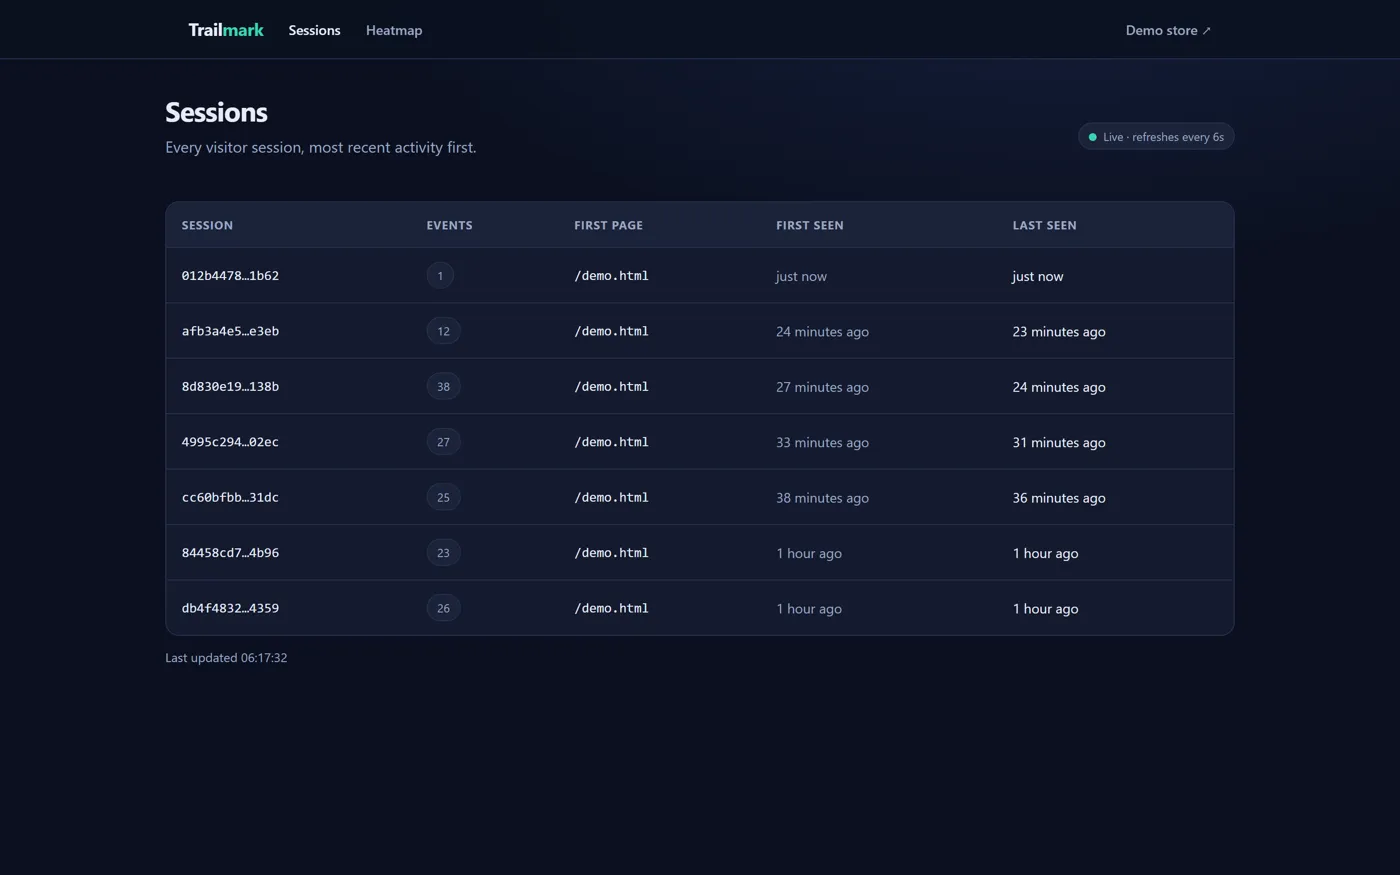 Trailmark Sessions Heatmap Demo store ↗
Sessions
Every visitor session, most recent activity first.
Live · refreshes every 6s
SESSION EVENTS FIRST PAGE FIRST SEEN LAST SEEN
012b4478…1b62 1 /demo.html just now just now
afb3a4e5…e3eb 12 /demo.html 24 minutes ago 23 minutes ago
8d830e19…138b 38 /demo.html 27 minutes ago 24 minutes ago
4995c294…02ec 27 /demo.html 33 minutes ago 31 minutes ago
cc60bfbb…31dc 25 /demo.html 38 minutes ago 36 minutes ago
84458cd7…4b96 23 /demo.html 1 hour ago 1 hour ago
db4f4832…4359 26 /demo.html 1 hour ago 1 hour ago
Last updated 06:17:32